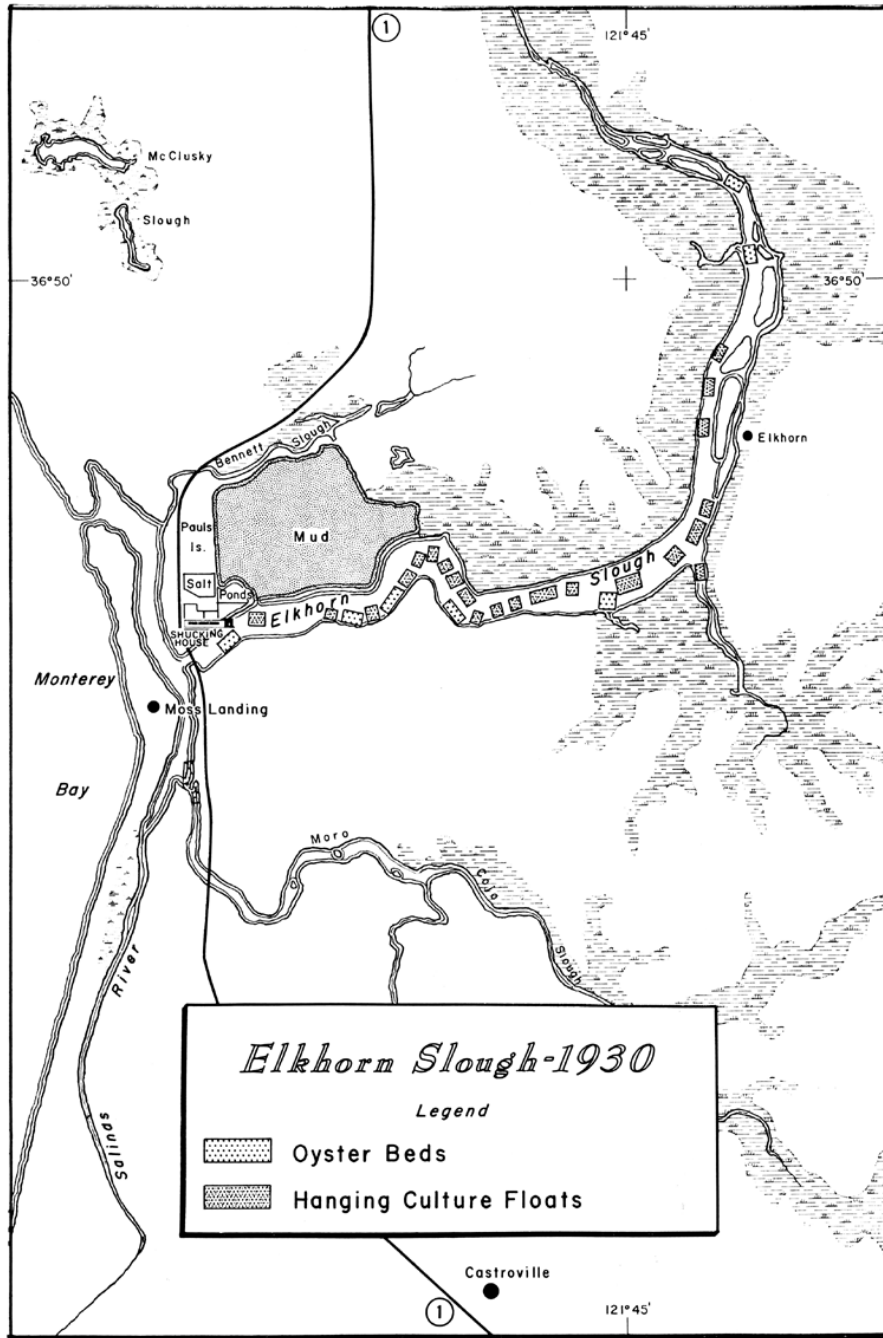 1
121°45'
McClusky
Slough
36°50'
36°50'
Elkhorn
Bennett Slough
Pauls
Is.
Mud
Salt
Ponds
Elkhorn Slough
SHUCKING
HOUSE
Monterey
Bay
Moss Landing
Moro Cojo Slough
Salinas River
Elkhorn Slough-1930
Legend
Oyster Beds
Hanging Culture Floats
Castroville
1
121°45'